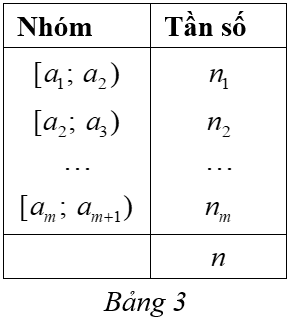 Nhóm Tần số
[a₁; a₂) n₁
[a₂; a₃) n₂
... ...
[aₘ; aₘ₊₁) nₘ
n
Bảng 3